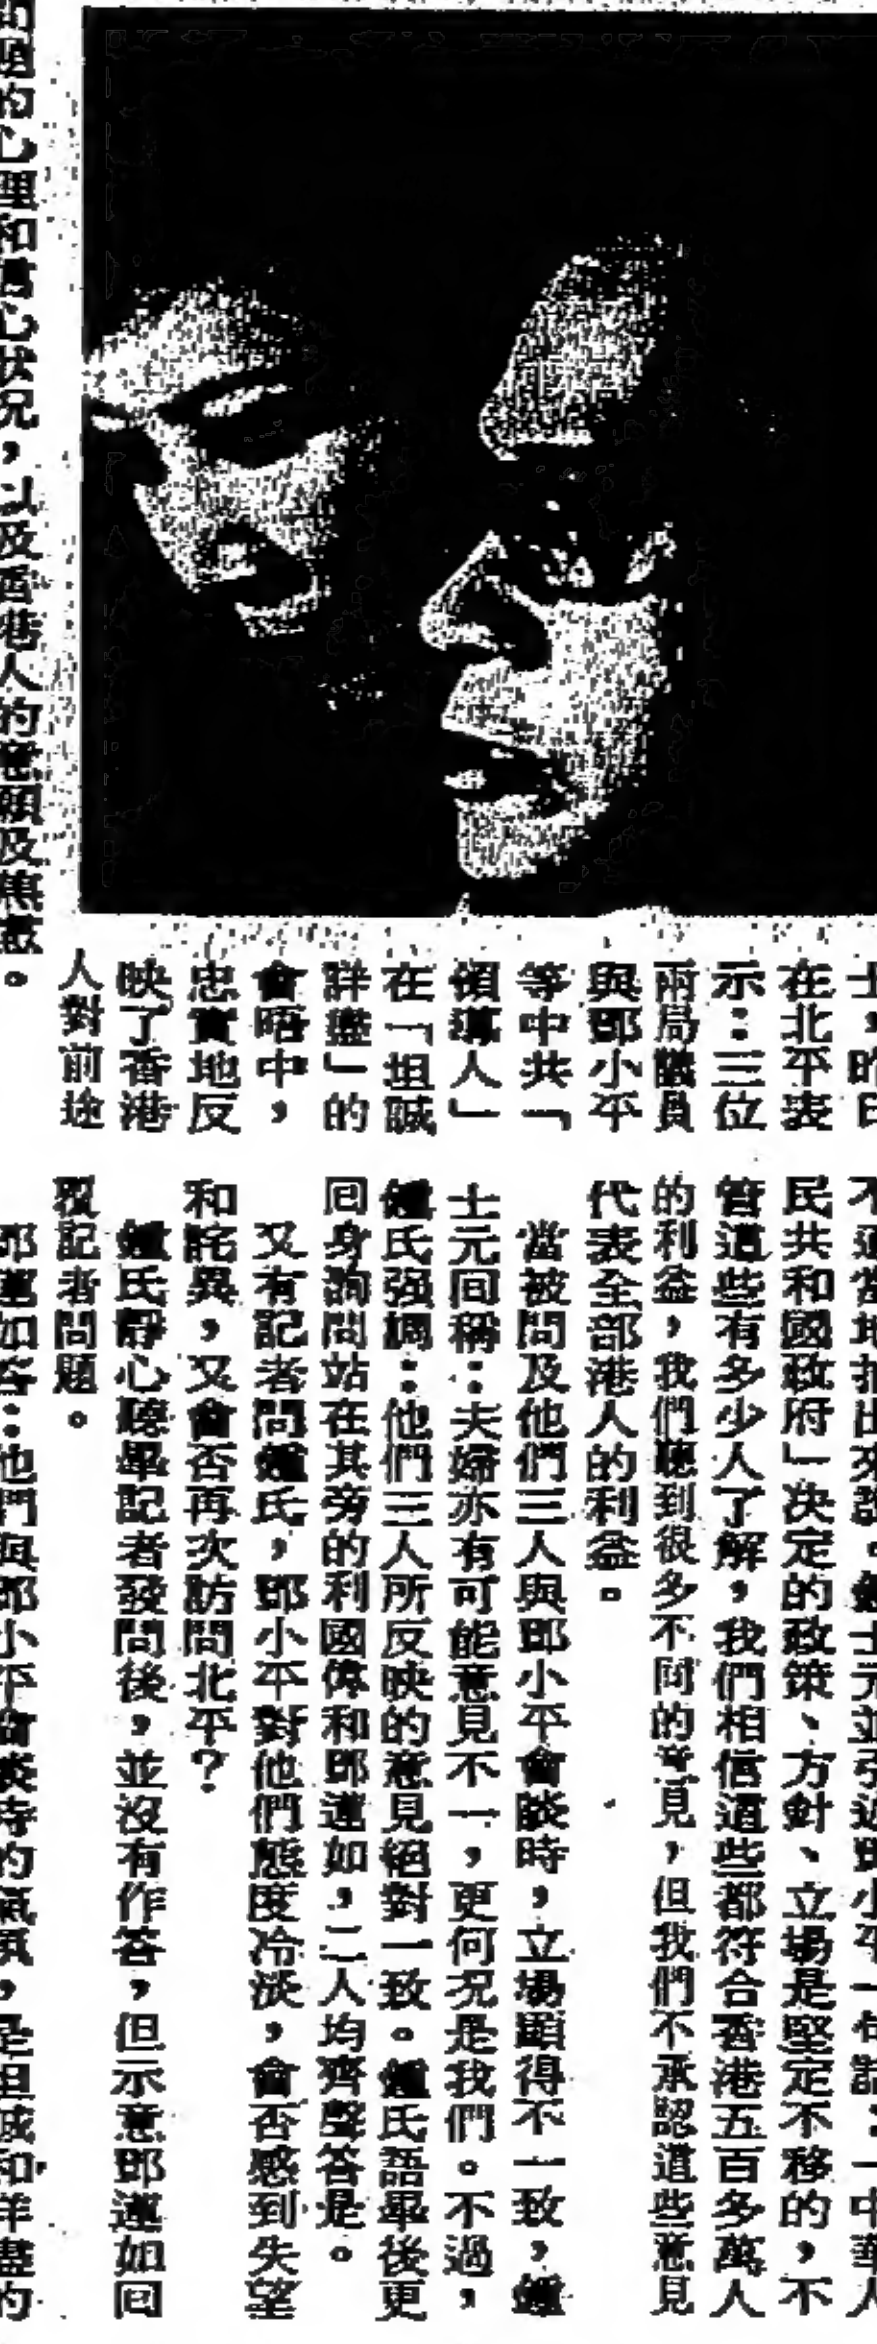 士，昨日
在北平表
示：三位
兩局議員
與鄧小平
等中共「
領導人」
在「坦誠
詳盡」的
會晤中，
忠實地反
映了香港
人對前途
問題的心理和信心狀況，以及香港人的意願及焦慮。
不適當地抽出來說。鍾士元並引述鄧小平一句話：「中華人
民共和國政府」决定的政策、方針、立場是堅定不移的，不
管這些有多少人了解，我們相信這些都符合香港五百多萬人
的利益，我們聽到很多不同的意見，但我們不承認這些意見
代表全部港人的利益。
當被問及他們三人與鄧小平會談時，立場顯得不一致，鍾
士元回稱：夫婦亦有可能意見不一，更何況是我們。不過，
鍾氏强調：他們三人所反映的意見絕對一致。鍾氏語畢後更
囘身詢問站在其旁的利國偉和鄧蓮如，二人均齊聲答是。
又有記者問鍾氏，鄧小平對他們態度冷淡，會否感到失望
和詫異，又會否再次訪問北平？
鍾氏靜心聽畢記者發問後，並沒有作答，但示意鄧蓮如囘
覆記者問題。
鄧蓮如答：他們與鄧小平會談時的氣氛，是坦誠和詳盡的